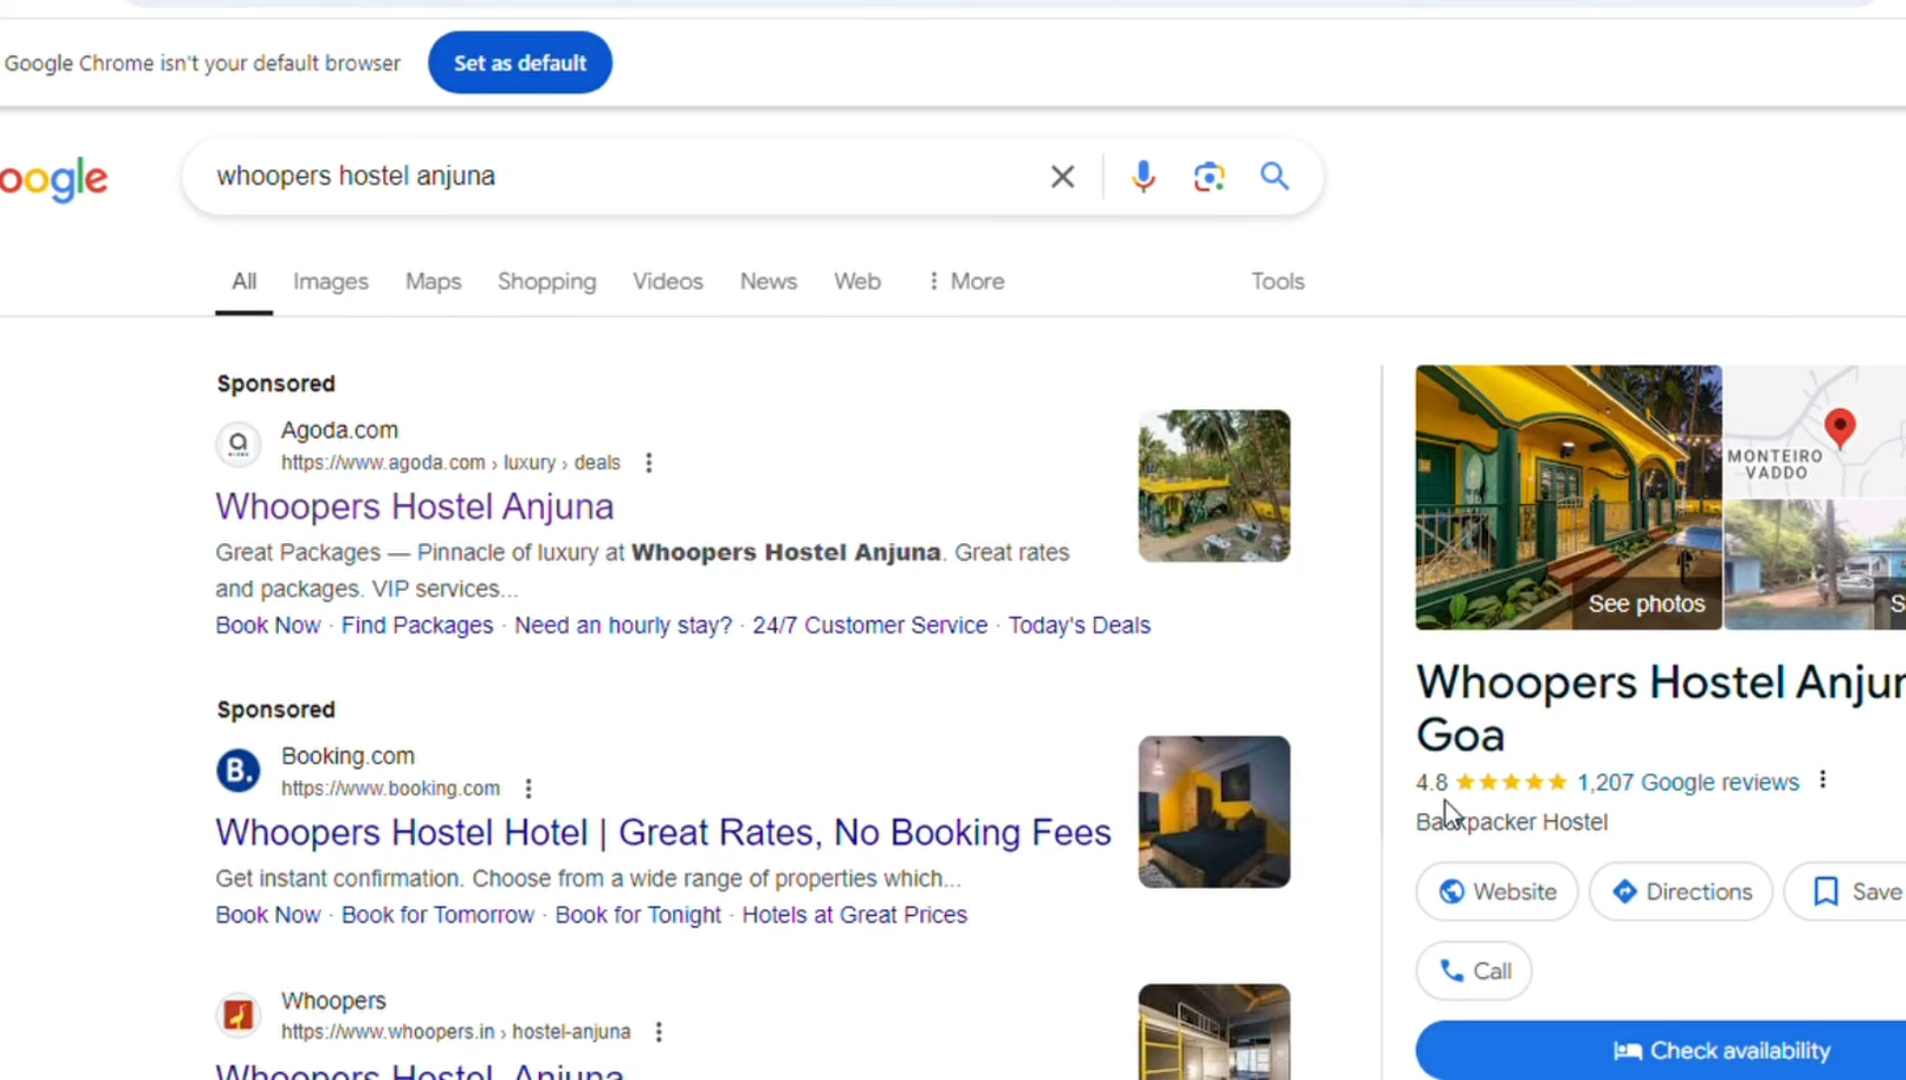 Google Chrome isn't your default browser Set as default
oogle
whoopers hostel anjuna
All Images Maps Shopping Videos News Web More Tools
Sponsored
Agoda.com
https://www.agoda.com › luxury › deals
Whoopers Hostel Anjuna
Great Packages — Pinnacle of luxury at Whoopers Hostel Anjuna. Great rates
and packages. VIP services...
Book Now · Find Packages · Need an hourly stay? · 24/7 Customer Service · Today's Deals
Sponsored
B.
Booking.com
https://www.booking.com
Whoopers Hostel Hotel | Great Rates, No Booking Fees
Get instant confirmation. Choose from a wide range of properties which...
Book Now · Book for Tomorrow · Book for Tonight · Hotels at Great Prices
Whoopers
https://www.whoopers.in › hostel-anjuna
Whoopers Hostel, Anjuna
MONTEIRO
VADDO
See photos
S
Whoopers Hostel Anjun
Goa
4.8 1,207 Google reviews
Backpacker Hostel
Website Directions Save
Call
Check availability